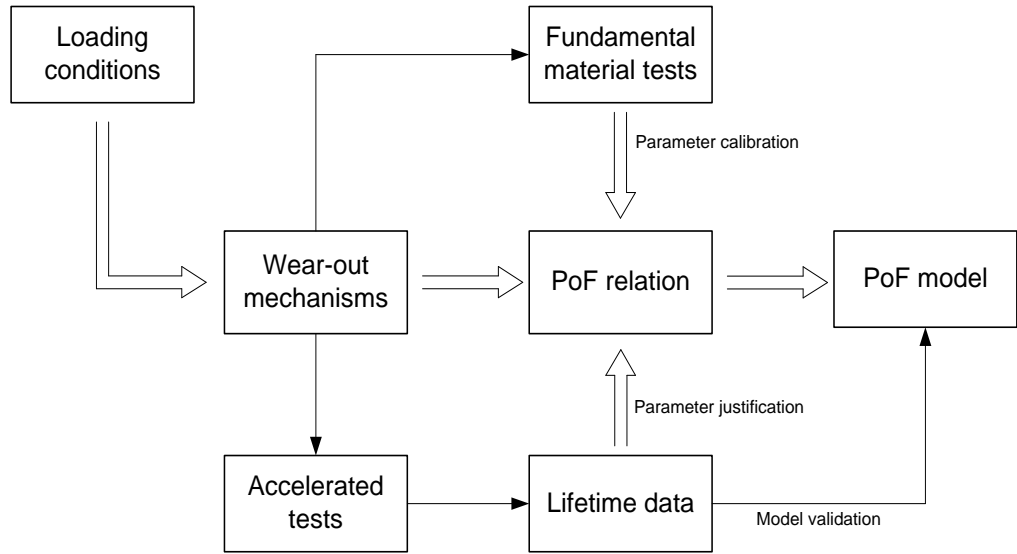 Loading
conditions
Fundamental
material tests
Parameter calibration
Wear-out
mechanisms
PoF relation
PoF model
Parameter justification
Accelerated
tests
Lifetime data
Model validation